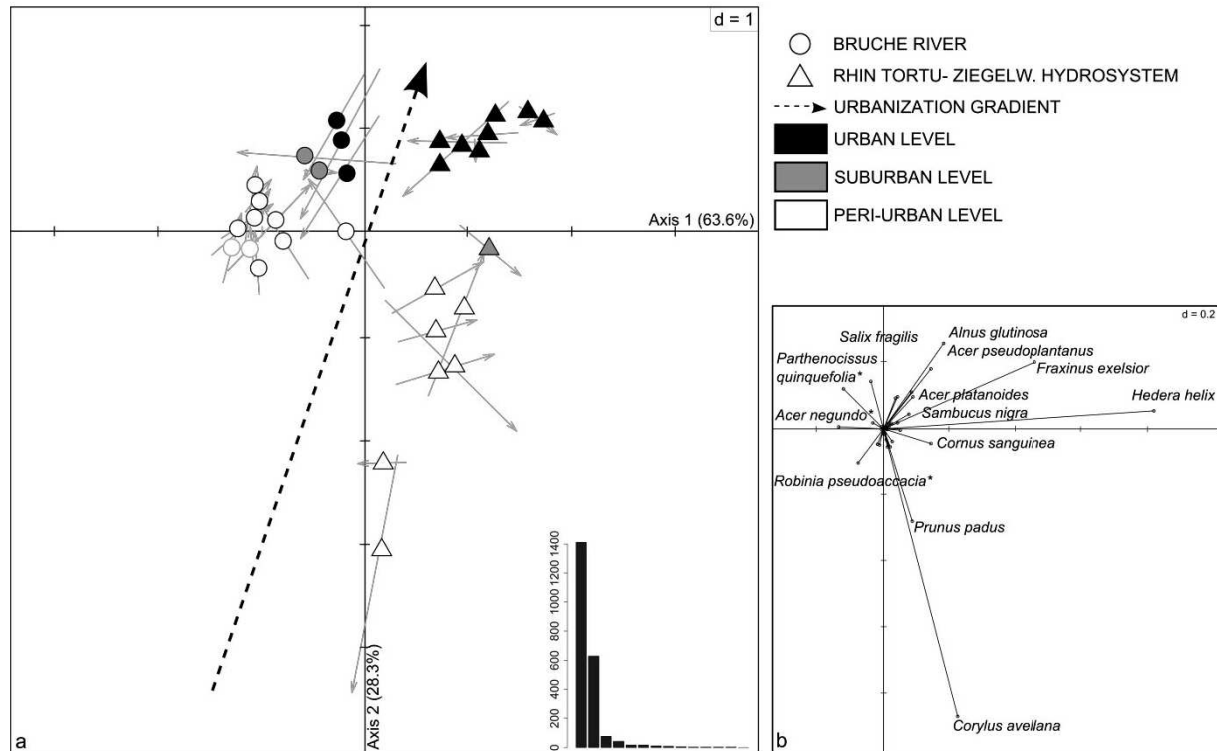 d = 1
Axis 1 (63.6%)
Axis 2 (28.3%)
1400
1200
1000
800
600
400
200
0
a
BRUCHE RIVER
RHIN TORTU- ZIEGELW. HYDROSYSTEM
URBANIZATION GRADIENT
URBAN LEVEL
SUBURBAN LEVEL
PERI-URBAN LEVEL
d = 0.2
Salix fragilis
Alnus glutinosa
Acer pseudoplantanus
Parthenocissus
quinquefolia*
Fraxinus exelsior
Acer platanoides
Hedera helix
Acer negundo*
Sambucus nigra
Cornus sanguinea
Robinia pseudoaccacia*
Prunus padus
Corylus avellana
b